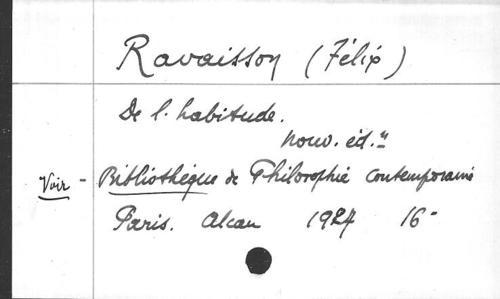 Ravaisson (Félix)
De l'habitude.
nouv. éd.ⁿ
Voir - Bibliothèque de Philosophie contemporaine
Paris. Alcan 1927 16-